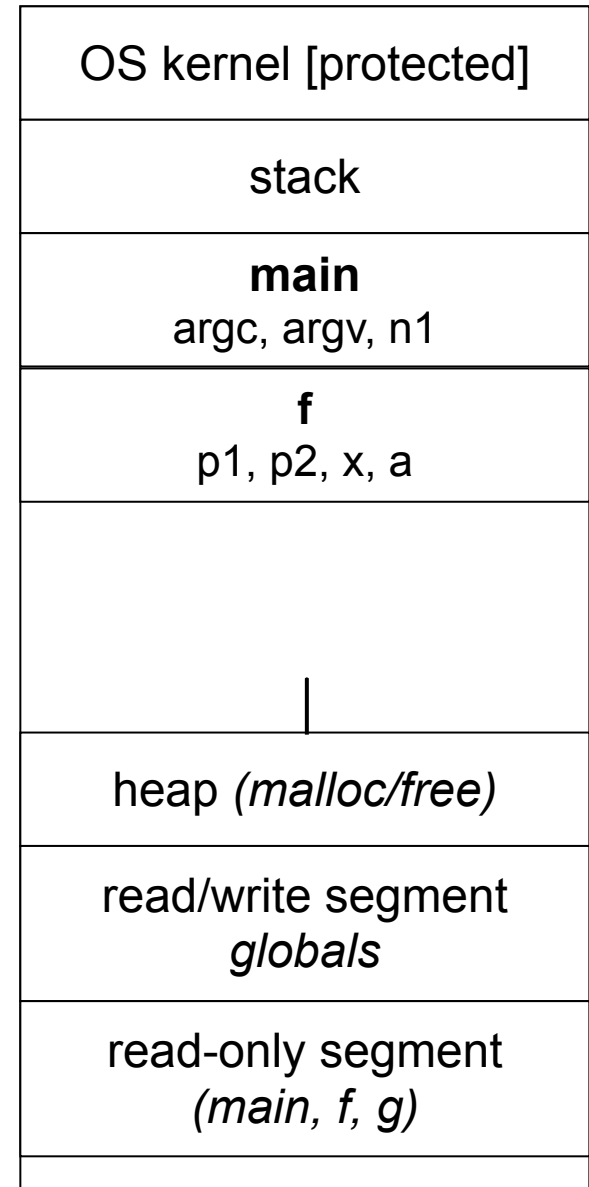 OS kernel [protected]
stack
main
argc, argv, n1
f
p1, p2, x, a
heap (malloc/free)
read/write segment
globals
read-only segment
(main, f, g)